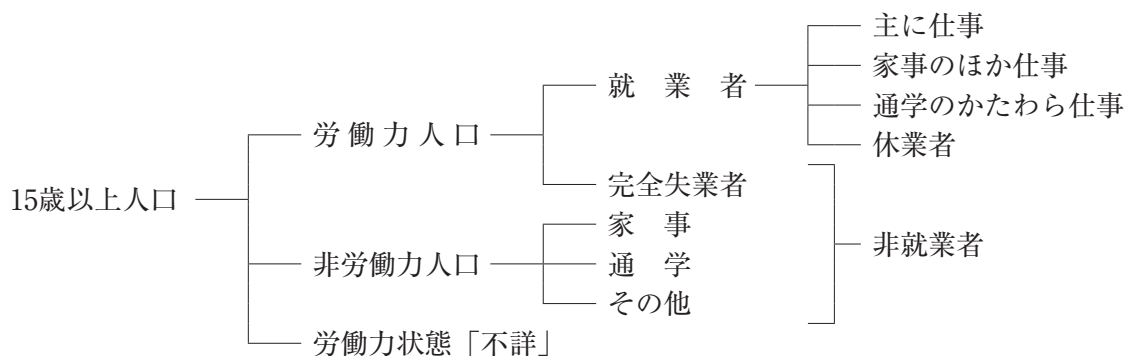 主に仕事
家事のほか仕事
就業者
通学のかたわら仕事
労働力人口
休業者
完全失業者
15歳以上人口
家事
非就業者
非労働力人口
通学
その他
労働力状態「不詳」